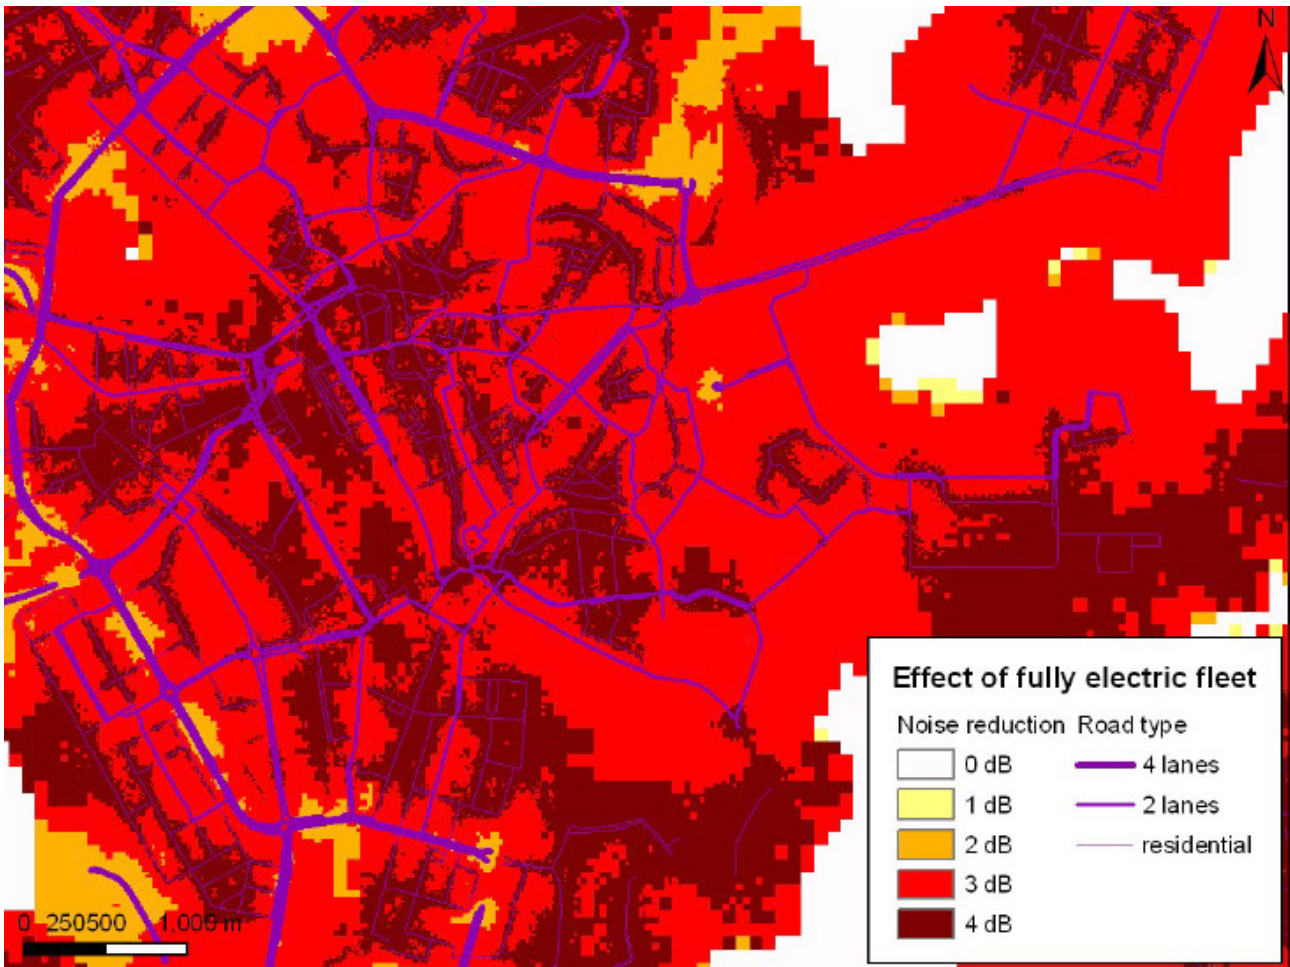 N
Effect of fully electric fleet
Noise reduction Road type
0 dB 4 lanes
1 dB 2 lanes
2 dB residential
3 dB
4 dB
0 250500 1,000 m